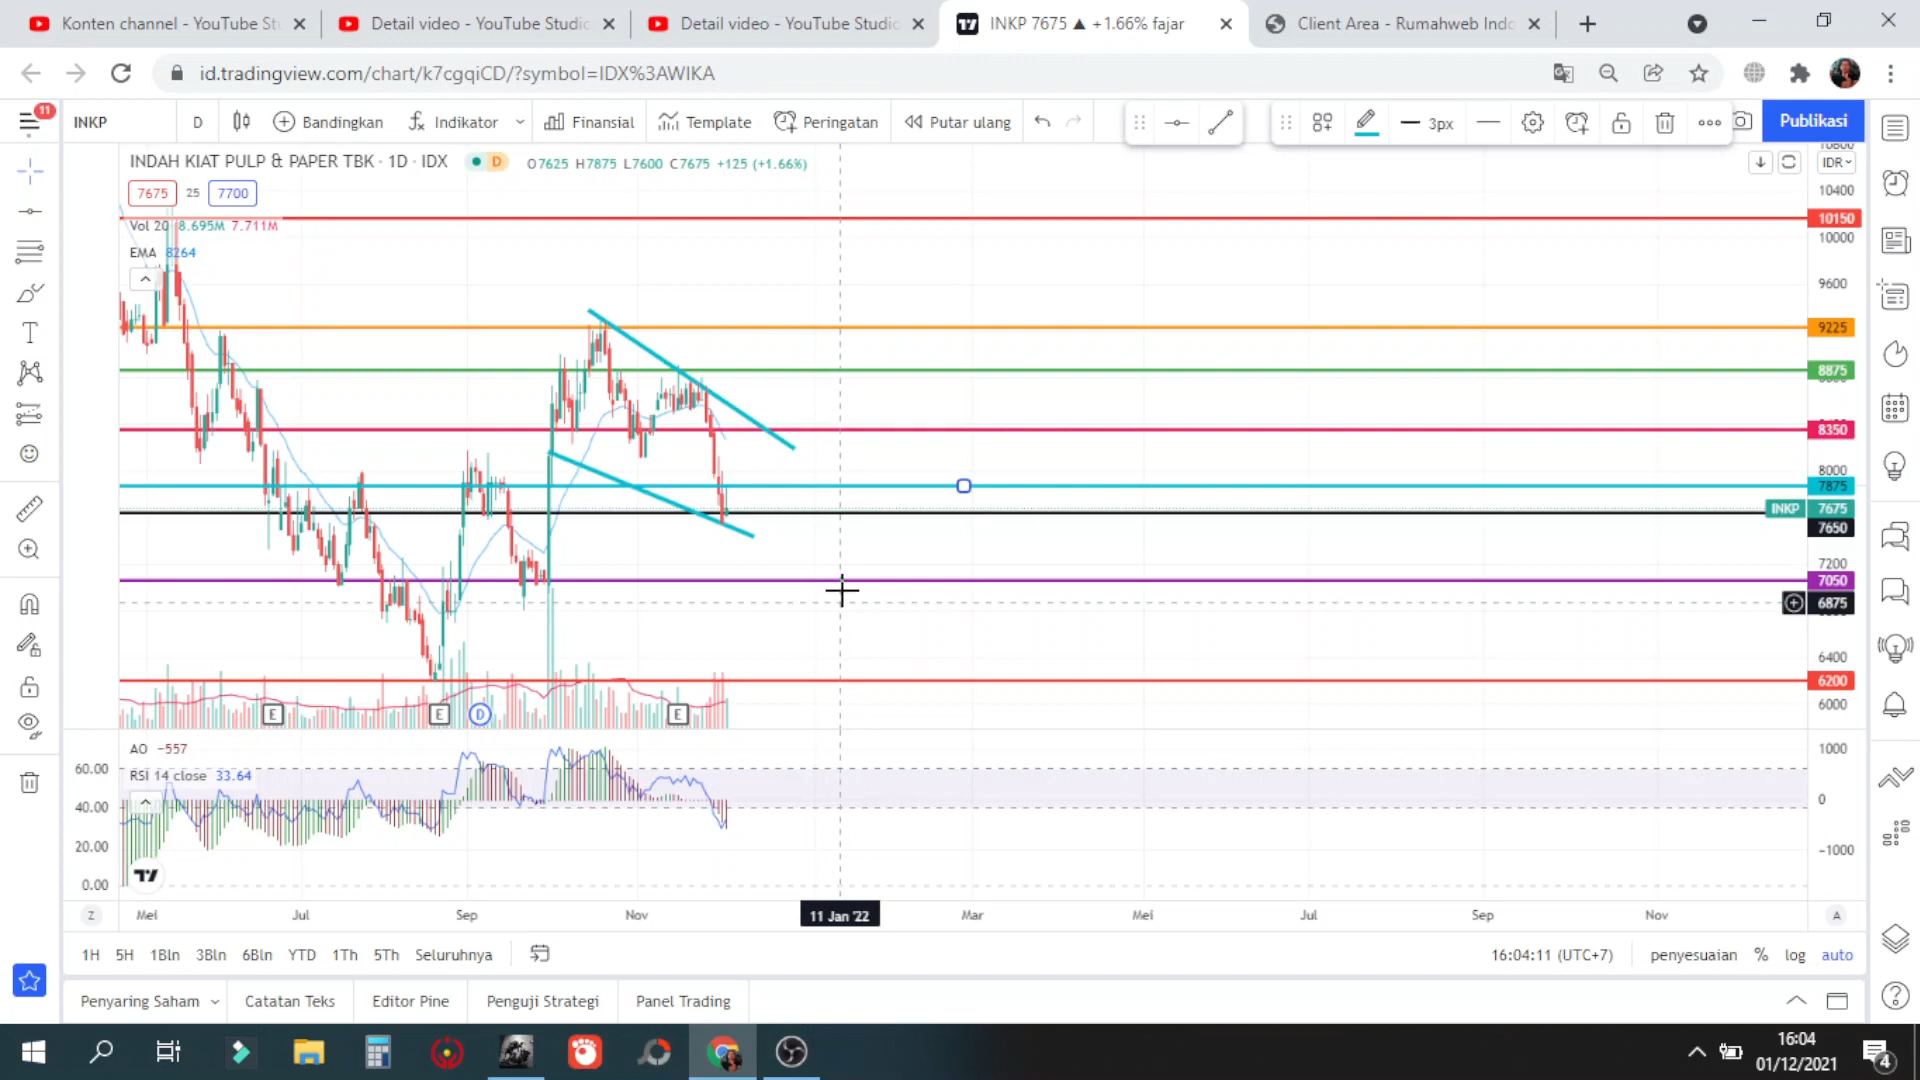 Konten channel - YouTube St
Detail video - YouTube Studio
Detail video - YouTube Studio
INKP 7675 ▲ +1.66% fajar
Client Area - Rumahweb Indo
id.tradingview.com/chart/k7cgqiCD/?symbol=IDX%3AWIKA
11
INKP
D
Bandingkan
Indikator
Finansial
Template
Peringatan
Putar ulang
3px
Publikasi
INDAH KIAT PULP & PAPER TBK · 1D · IDX
D
O7625 H7875 L7600 C7675 +125 (+1.66%)
IDR
7675 25 7700
Vol 20 8.695M 7.711M
EMA 8264
10400
10150
10000
9600
9225
8875
8350
8000
7875
INKP 7675
7650
7200
7050
6875
6400
6200
6000
E
E
D
E
AO −557
RSI 14 close 33.64
60.00
40.00
20.00
0.00
1000
0
−1000
Z
Mei
Jul
Sep
Nov
11 Jan '22
Mar
Mei
Jul
Sep
Nov
A
1H 5H 1Bln 3Bln 6Bln YTD 1Th 5Th Seluruhnya
16:04:11 (UTC+7)
penyesuaian % log auto
Penyaring Saham
Catatan Teks
Editor Pine
Penguji Strategi
Panel Trading
16:04
01/12/2021
4